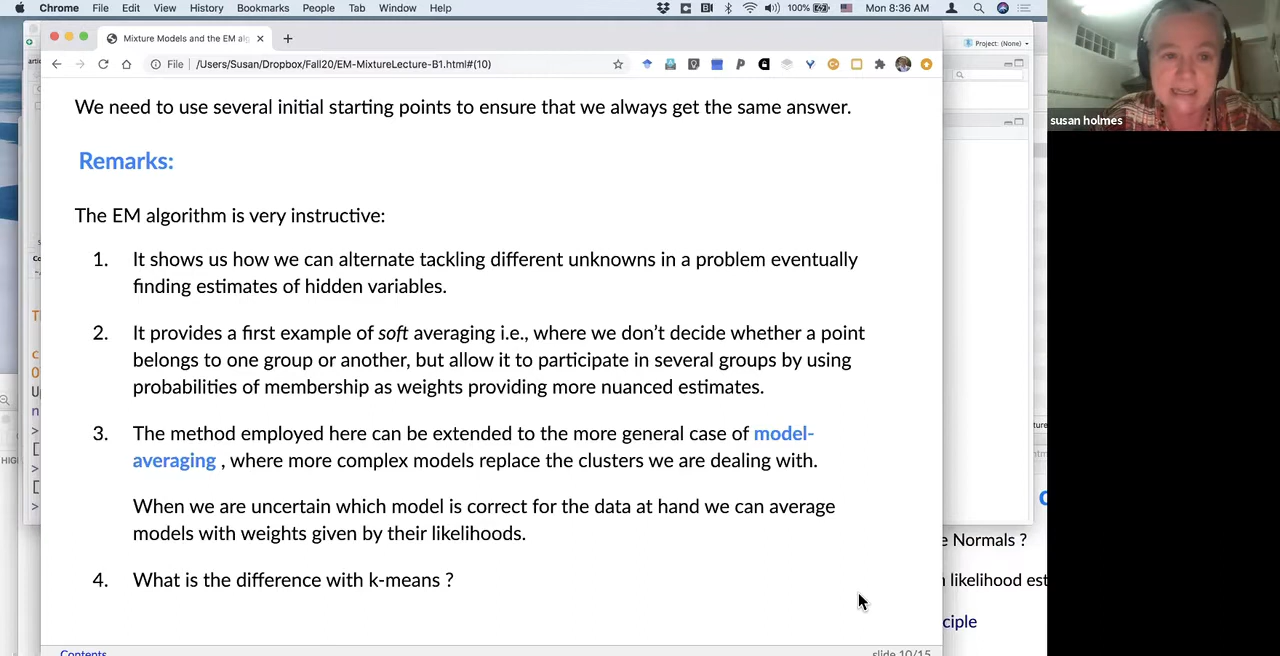 Chrome File Edit View History Bookmarks People Tab Window Help 100% Mon 8:36 AM
Mixture Models and the EM alg
Project: (None)
File /Users/Susan/Dropbox/Fall20/EM-MixtureLecture-B1.html#(10)
susan holmes
We need to use several initial starting points to ensure that we always get the same answer.
Remarks:
The EM algorithm is very instructive:
1. It shows us how we can alternate tackling different unknowns in a problem eventually
finding estimates of hidden variables.
2. It provides a first example of soft averaging i.e., where we don’t decide whether a point
belongs to one group or another, but allow it to participate in several groups by using
probabilities of membership as weights providing more nuanced estimates.
3. The method employed here can be extended to the more general case of model-
averaging , where more complex models replace the clusters we are dealing with.
When we are uncertain which model is correct for the data at hand we can average
models with weights given by their likelihoods.
e Normals ?
4. What is the difference with k-means ?
likelihood est
ciple
Contents
slide 10/15